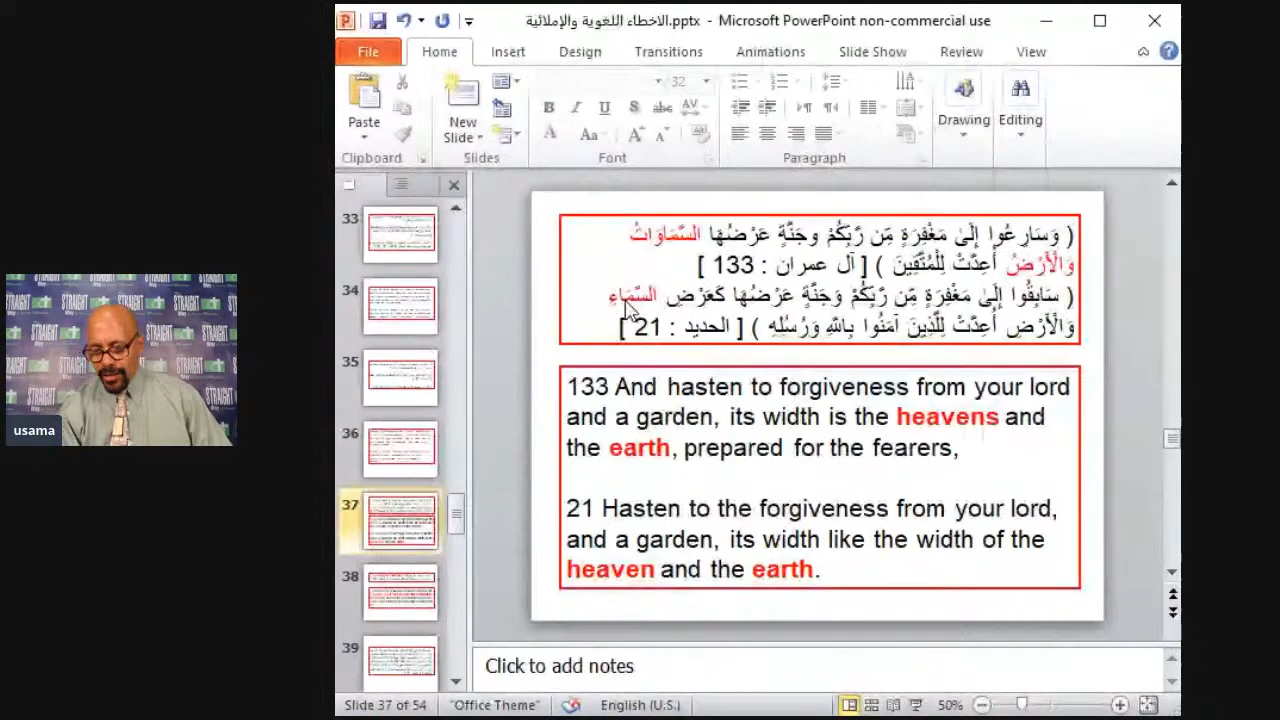 الاخطاء اللغوية والإملائية.pptx - Microsoft PowerPoint non-commercial use
File Home Insert Design Transitions Animations Slide Show Review View
32
Paste
New
Slide
Drawing
Editing
Clipboard Slides Font Paragraph
33
34
35
36
37
38
39
( وَسَارِعُوا إِلَىٰ مَغْفِرَةٍ مِّن رَّبِّكُمْ وَجَنَّةٍ عَرْضُهَا السَّمَاوَاتُ
وَالْأَرْضُ أُعِدَّتْ لِلْمُتَّقِينَ ) [ آل عمران : 133 ]
( سَابِقُوا إِلَىٰ مَغْفِرَةٍ مِّن رَّبِّكُمْ وَجَنَّةٍ عَرْضُهَا كَعَرْضِ السَّمَاءِ
وَالْأَرْضِ أُعِدَّتْ لِلَّذِينَ آمَنُوا بِاللَّهِ وَرُسُلِهِ ) [ الحديد : 21 ]
133 And hasten to forgiveness from your lord
and a garden, its width is the heavens and
the earth, prepared for the fearers,
21 Hasten to the forgiveness from your lord,
and a garden, its width like the width of the
heaven and the earth.
STRAIGHT
Way
usama
Click to add notes
Slide 37 of 54 "Office Theme" English (U.S.) 50%